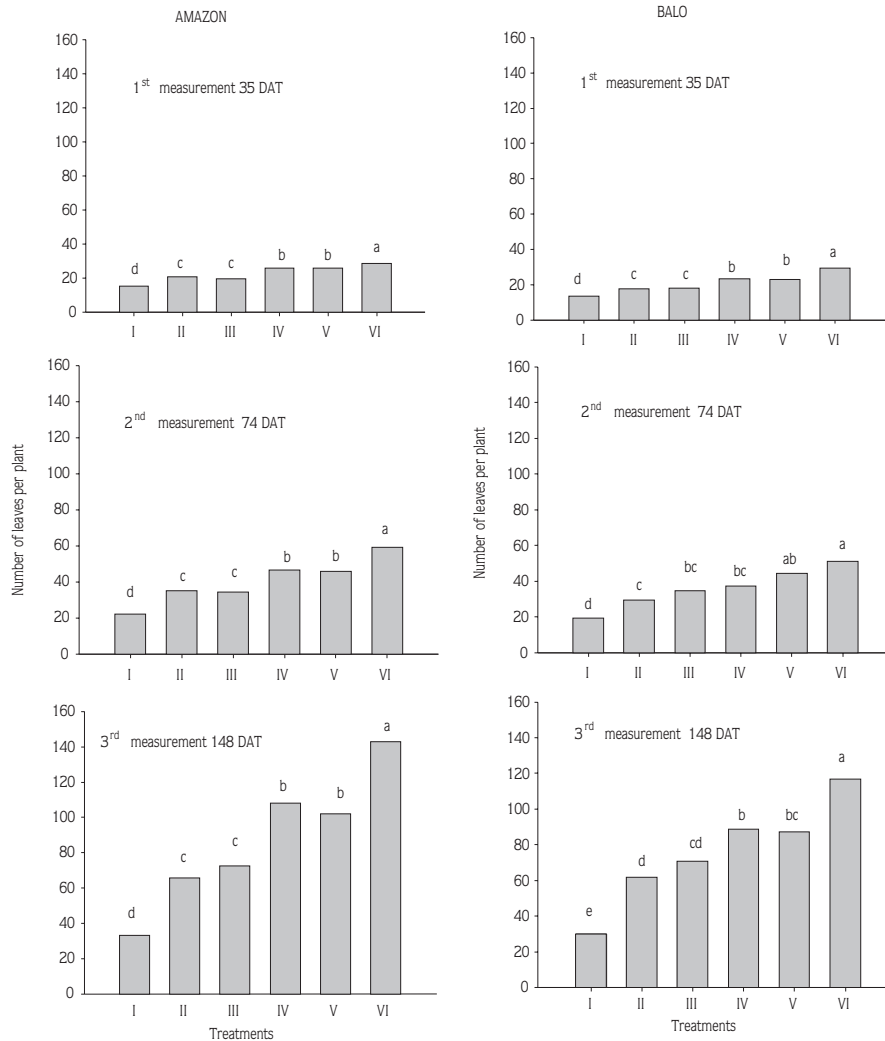 AMAZON
160
140
120
100
80
60
40
20
0
1st measurement 35 DAT
d c c b b a
I II III IV V VI
BALO
160
140
120
100
80
60
40
20
0
1st measurement 35 DAT
d c c b b a
I II III IV V VI
Number of leaves per plant
160
140
120
100
80
60
40
20
0
2nd measurement 74 DAT
d c c b b a
I II III IV V VI
Number of leaves per plant
160
140
120
100
80
60
40
20
0
2nd measurement 74 DAT
d c bc bc ab a
I II III IV V VI
160
140
120
100
80
60
40
20
0
3rd measurement 148 DAT
d c c b b a
I II III IV V VI
Treatments
160
140
120
100
80
60
40
20
0
3rd measurement 148 DAT
e d cd b bc a
I II III IV V VI
Treatments